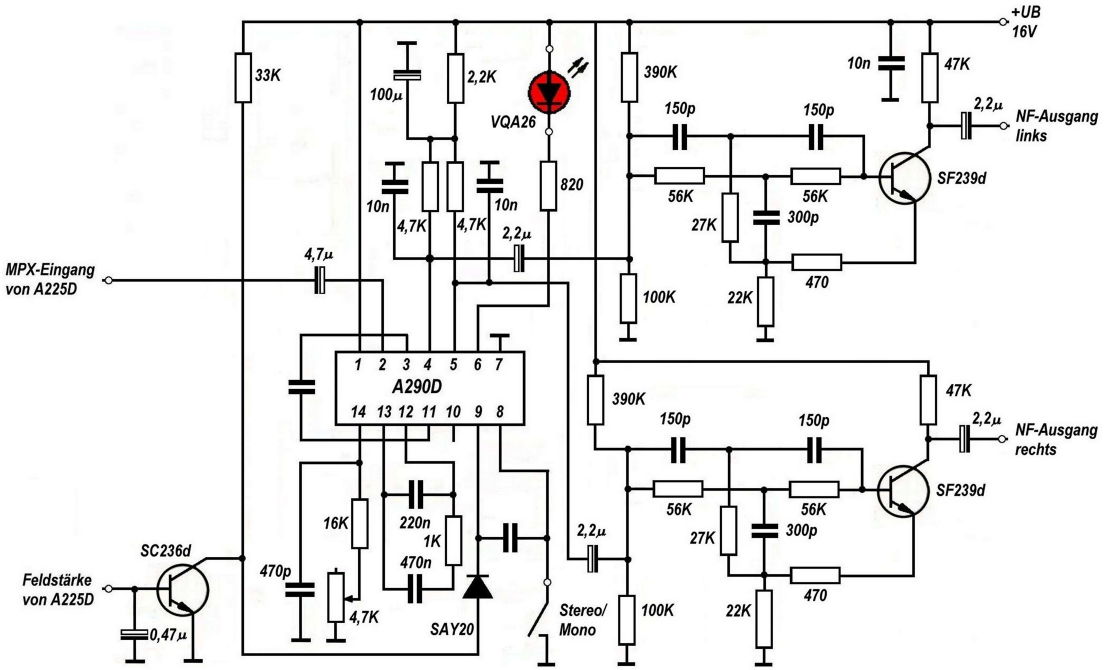 +UB
16V
33K
2,2K
100µ
VQA26
390K
10n
47K
150p
150p
2,2µ
NF-Ausgang
links
SF239d
56K
56K
820
10n
4,7K
4,7K
10n
27K
300p
2,2µ
4,7µ
MPX-Eingang
von A225D
470
100K
22K
1 2 3 4 5 6 7
A290D
14 13 12 11 10 9 8
390K
47K
150p
150p
2,2µ
NF-Ausgang
rechts
SF239d
56K
56K
16K
220n
1K
27K
300p
2,2µ
SC236d
470n
470p
Feldstärke
von A225D
470
4,7K
SAY20
Stereo/
Mono
100K
22K
0,47µ